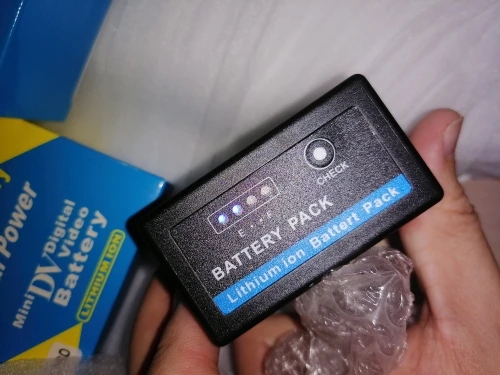 CHECK
E · · F
BATTERY PACK
Lithium ion Battert Pack
Power
Mini DV Digital
Video
Battery
LITHIUM ION